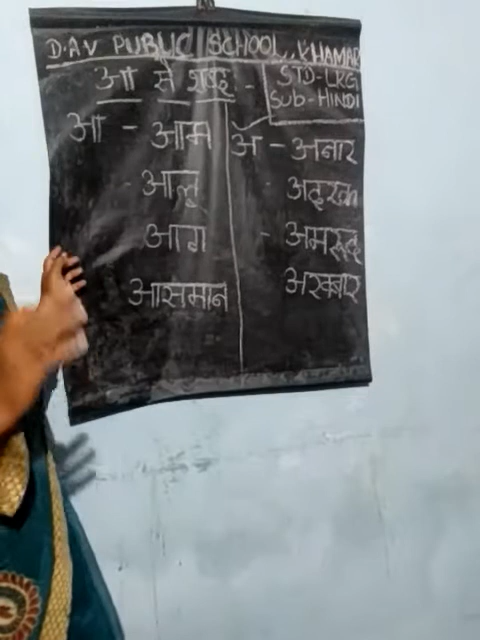 D.A.V PUBLIC SCHOOL, KHAMAR
आ से शब्द -
STD-LKG
SUB-HINDI
आ - आम
- आलू
आग
आसमान
अ - अनार
- अदरक
- अमरूद
अखबार